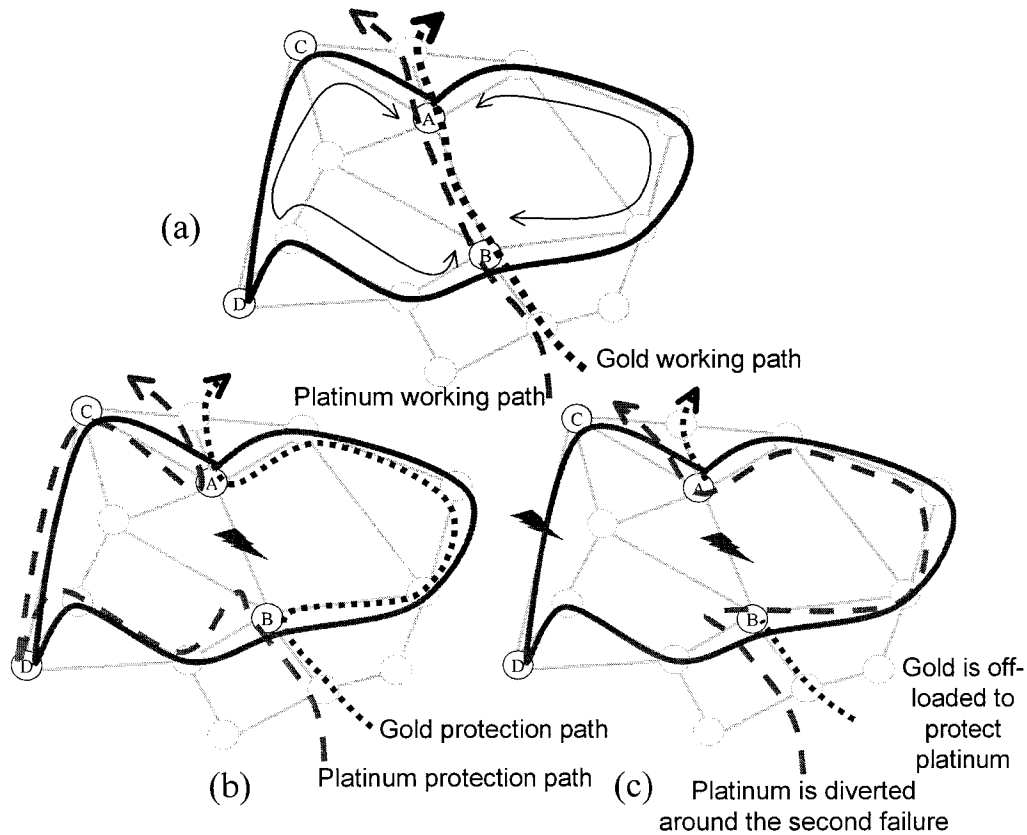 C
A
(a)
B
D
Gold working path
Platinum working path
C
C
A
A
B
B
D
D
Gold is off-
loaded to
protect
platinum
Gold protection path
Platinum protection path
(b)
(c)
Platinum is diverted
around the second failure